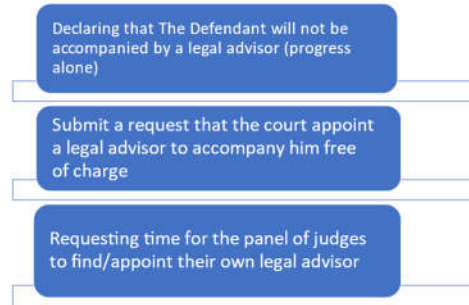 Declaring that The Defendant will not be
accompanied by a legal advisor (progress
alone)
Submit a request that the court appoint
a legal advisor to accompany him free
of charge
Requesting time for the panel of judges
to find/appoint their own legal advisor